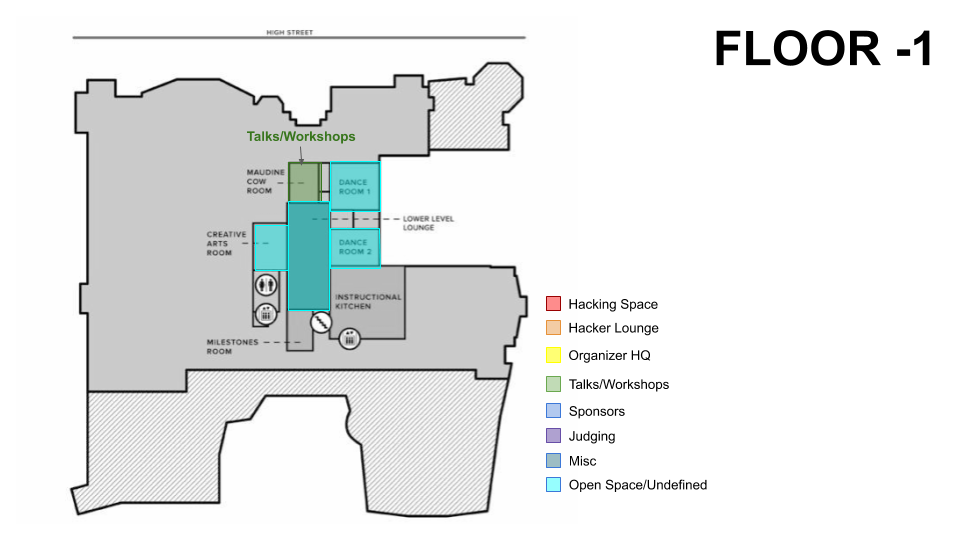 HIGH STREET
FLOOR -1
Talks/Workshops
MAUDINE
COW
ROOM
DANCE
ROOM 1
LOWER LEVEL
LOUNGE
CREATIVE
ARTS
ROOM
DANCE
ROOM 2
INSTRUCTIONAL
KITCHEN
MILESTONES
ROOM
Hacking Space
Hacker Lounge
Organizer HQ
Talks/Workshops
Sponsors
Judging
Misc
Open Space/Undefined